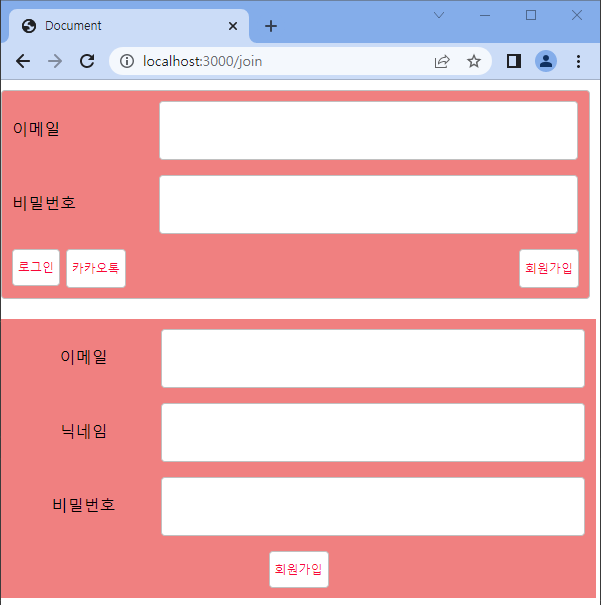 Document
localhost:3000/join
이메일
비밀번호
로그인 카카오톡 회원가입
이메일
닉네임
비밀번호
회원가입